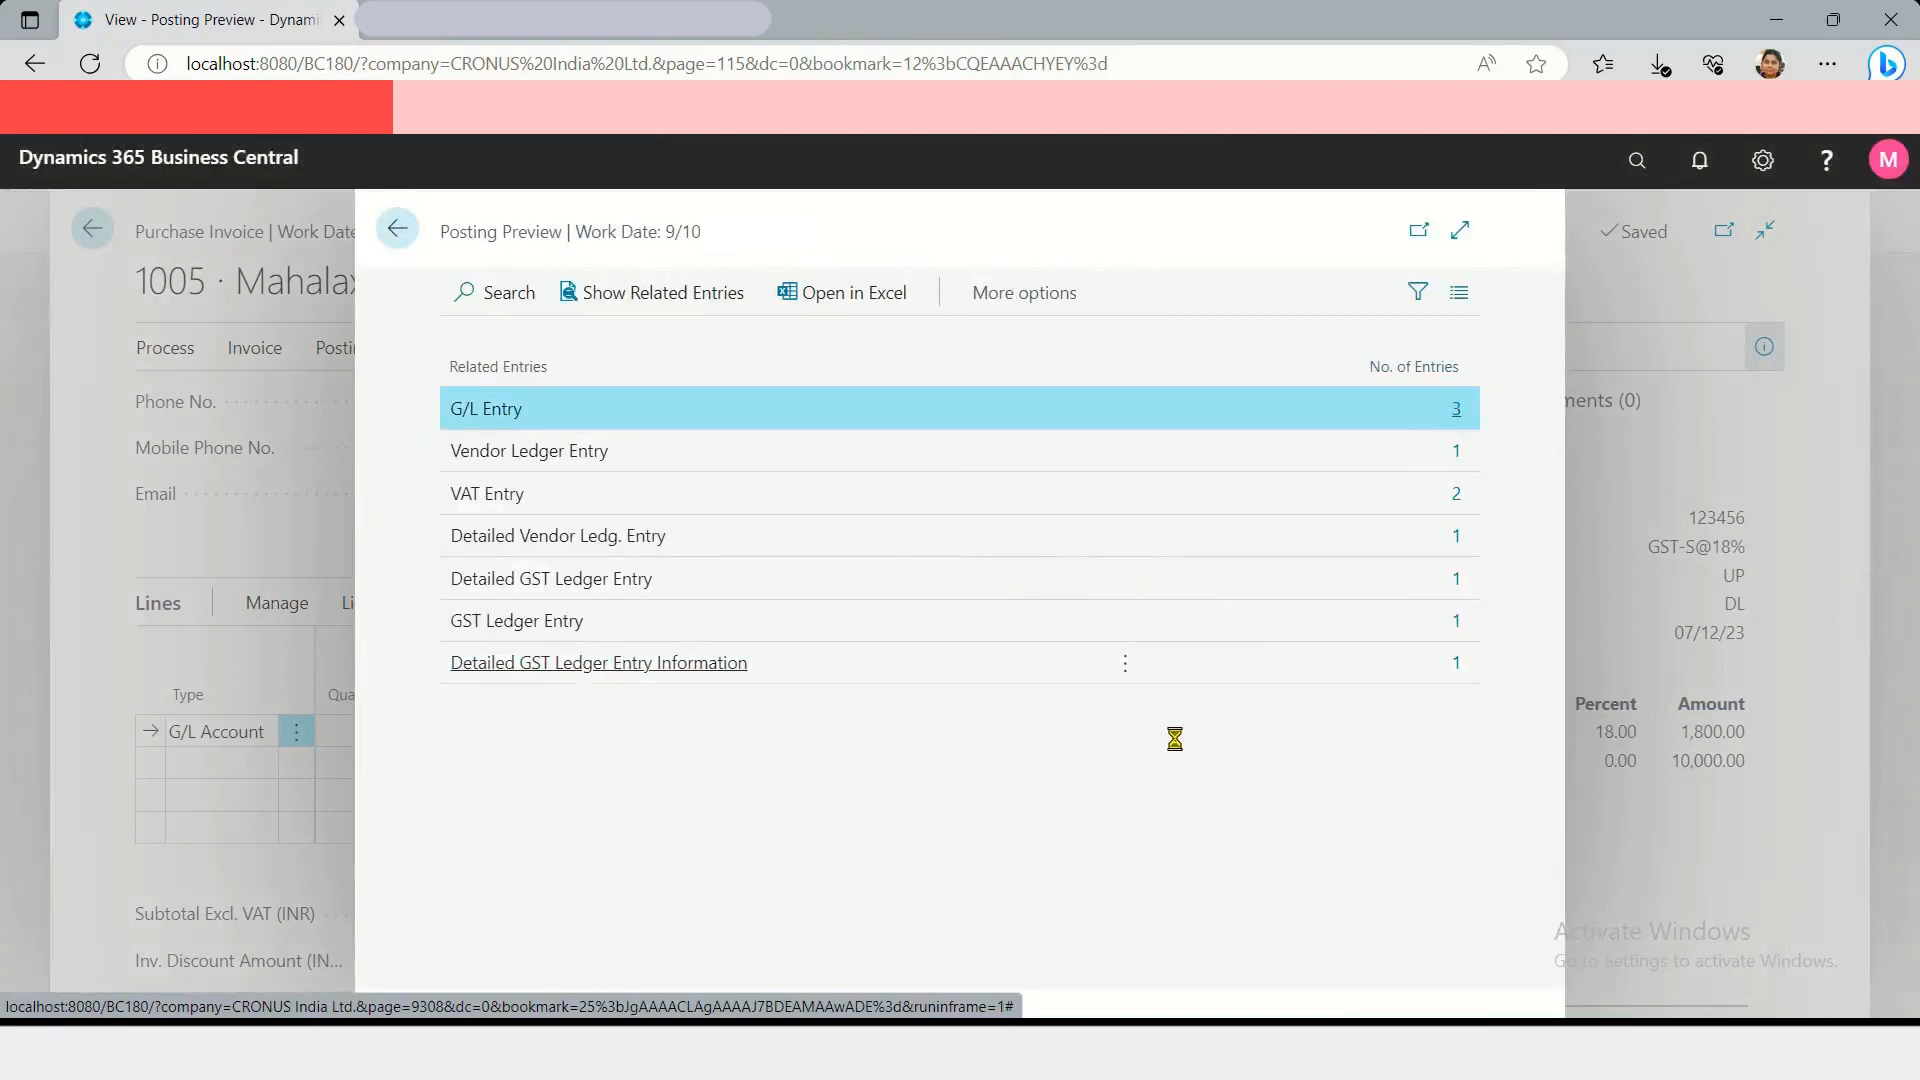 View - Posting Preview - Dynami
localhost:8080/BC180/?company=CRONUS%20India%20Ltd.&page=115&dc=0&bookmark=12%3bCQEAAACHYEY%3d
Dynamics 365 Business Central
M
Purchase Invoice | Work Date
Posting Preview | Work Date: 9/10
Saved
1005 · Mahalax
Search
Show Related Entries
Open in Excel
More options
Process
Invoice
Posti
Related Entries
No. of Entries
Phone No.
G/L Entry
3
ments (0)
Mobile Phone No.
Vendor Ledger Entry
1
Email
VAT Entry
2
123456
Detailed Vendor Ledg. Entry
1
GST-S@18%
Detailed GST Ledger Entry
1
UP
Lines
Manage
Li
GST Ledger Entry
1
DL
07/12/23
Detailed GST Ledger Entry Information
1
Type
Qua
Percent
Amount
G/L Account
18.00
1,800.00
0.00
10,000.00
Subtotal Excl. VAT (INR)
Activate Windows
Inv. Discount Amount (IN...
Go to Settings to activate Windows.
localhost:8080/BC180/?company=CRONUS India Ltd.&page=9308&dc=0&bookmark=25%3bJgAAAACLAgAAAAJ7BDEAMAAwADE%3d&runinframe=1#